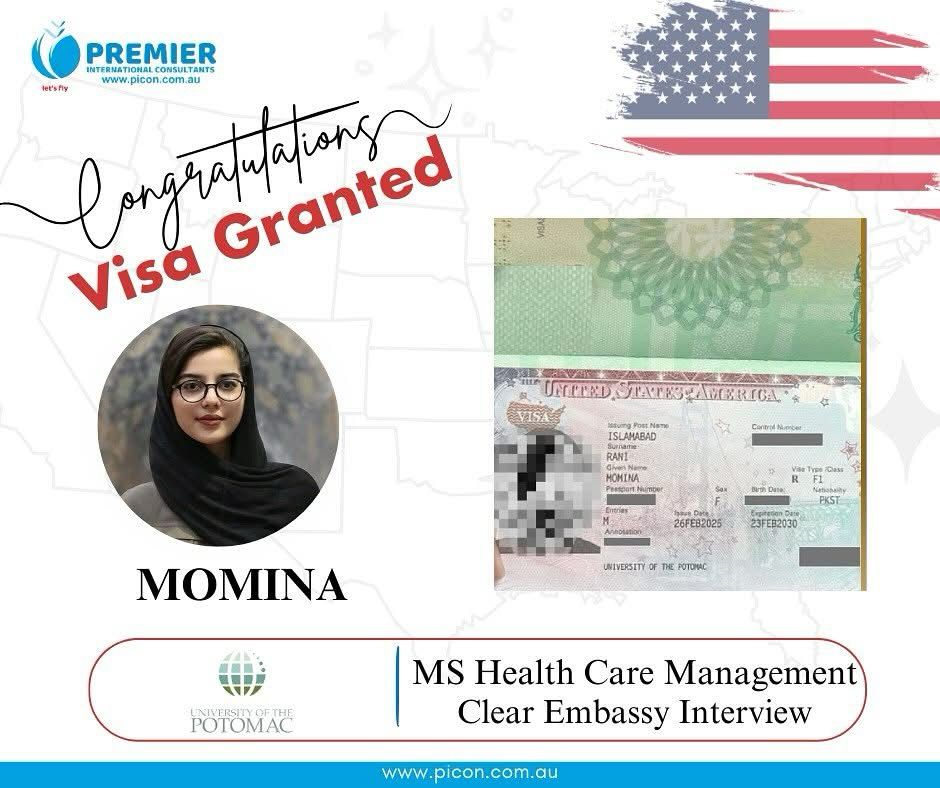 PREMIER
INTERNATIONAL CONSULTANTS
www.picon.com.au
let's fly
Congratulations
Visa Granted
VISAS
THE UNITED STATES OF AMERICA
VISA
Issuing Post Name
ISLAMABAD
Control Number
Surname
RANI
Given Name
MOMINA
Visa Type /Class
R F1
Passport Number
Sex
F
Birth Date
Nationality
PKST
Entries
M
Issue Date
26FEB2025
Expiration Date
23FEB2030
Annotation
UNIVERSITY OF THE POTOMAC
MOMINA
UNIVERSITY OF THE
POTOMAC
MS Health Care Management
Clear Embassy Interview
www.picon.com.au